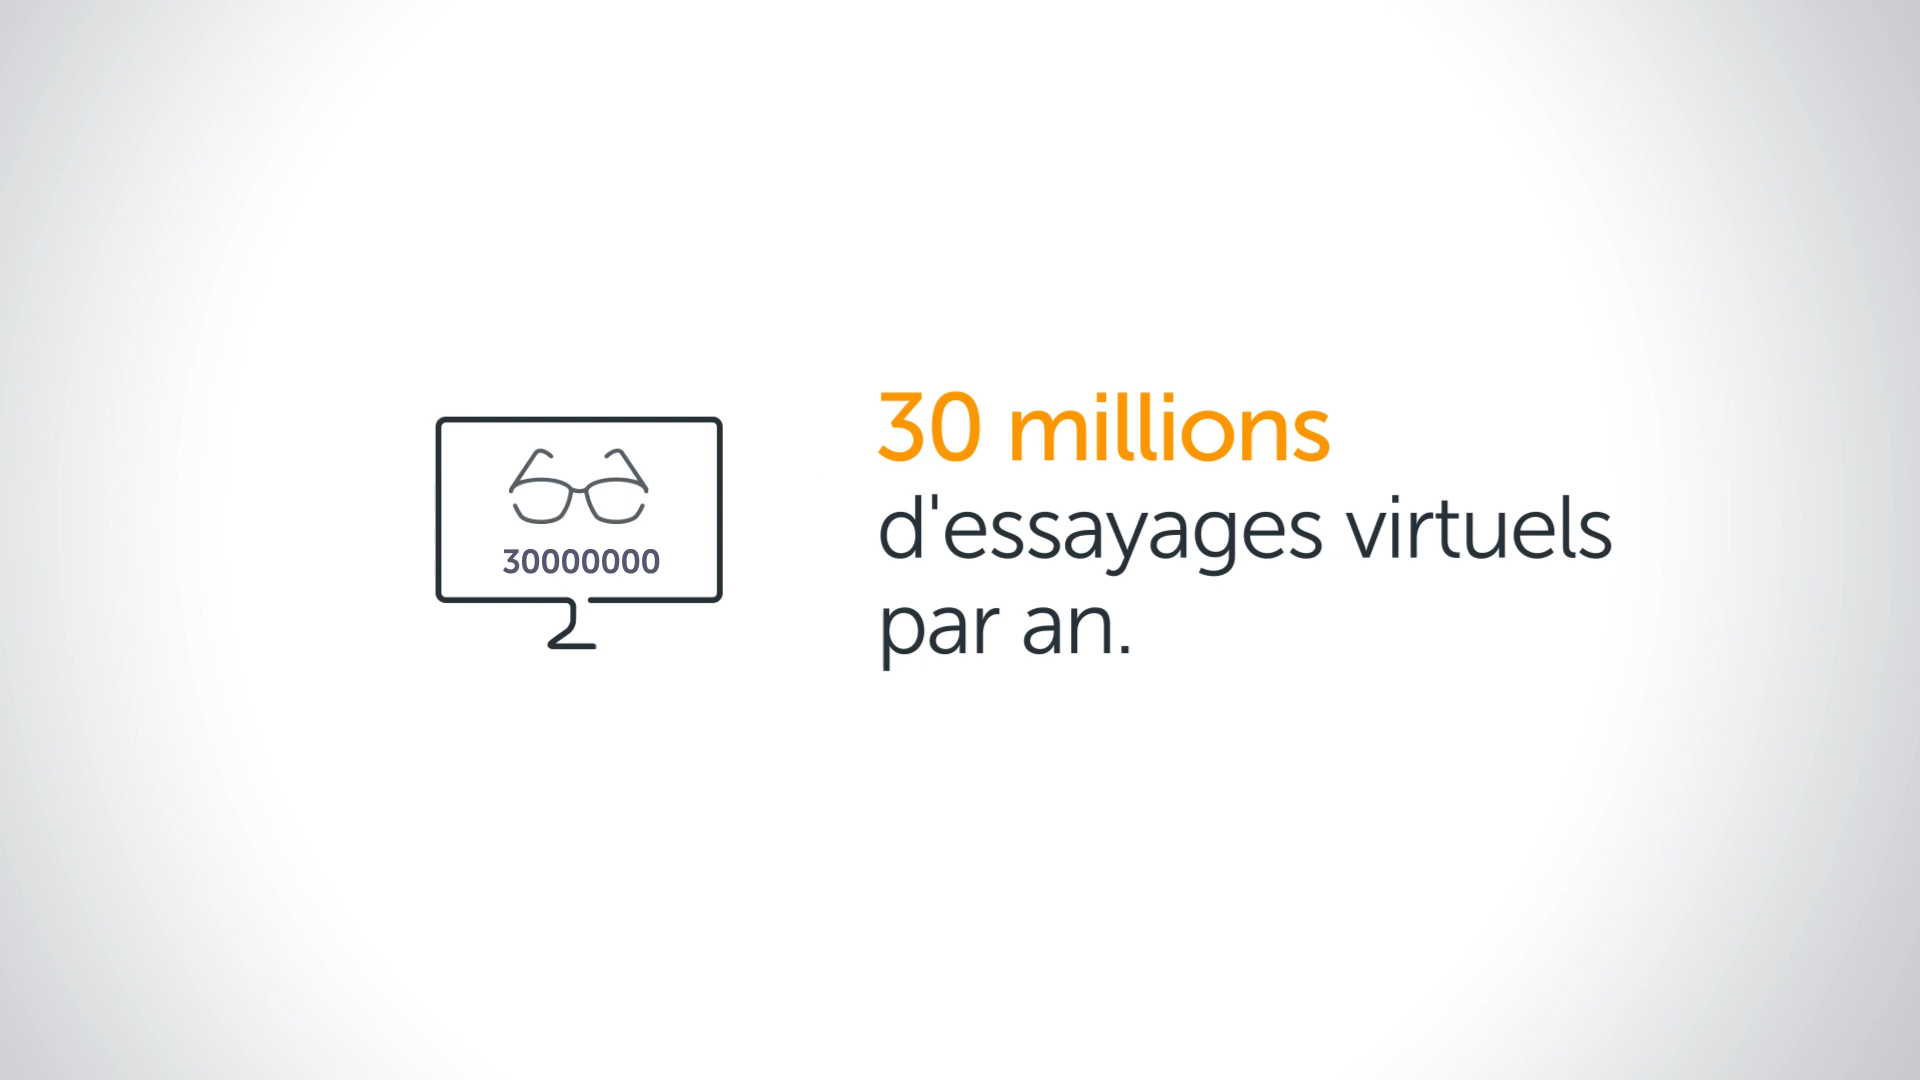 30000000
30 millions
d'essayages virtuels
par an.